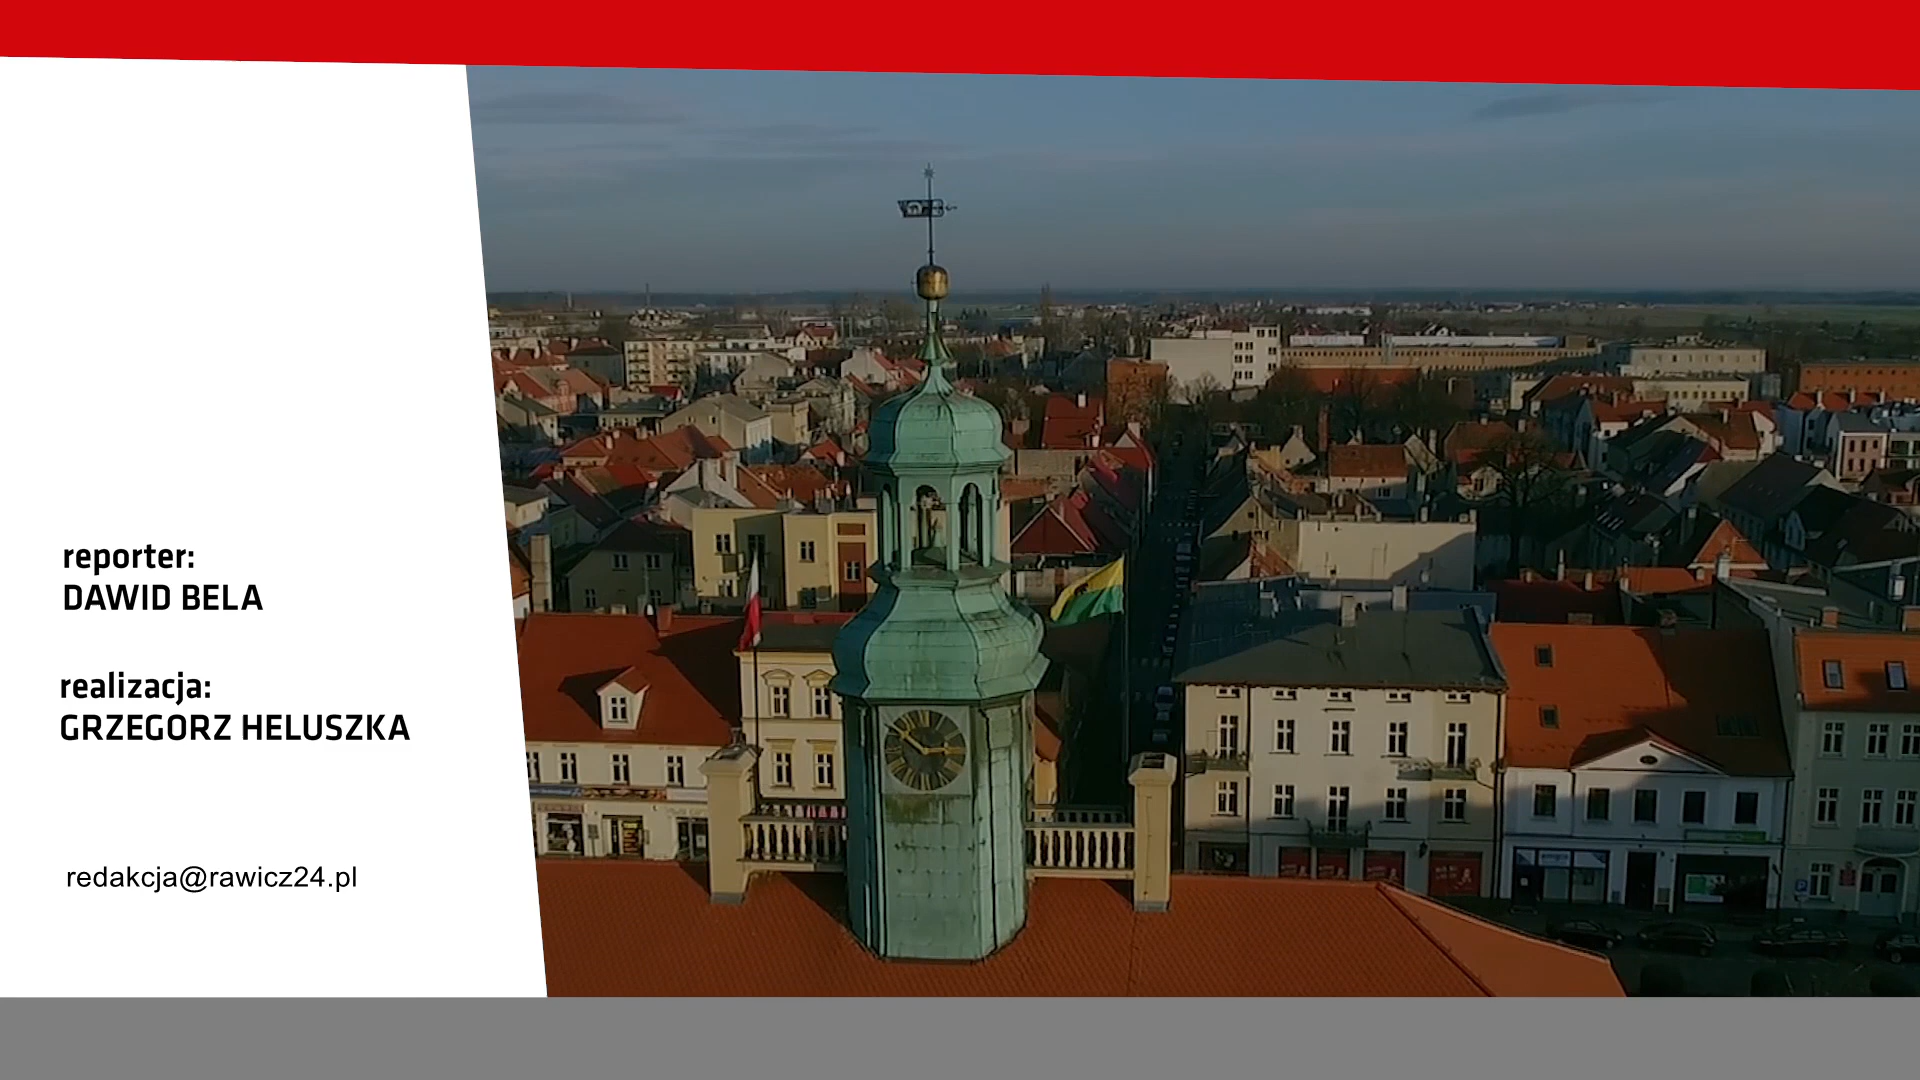 reporter:
DAWID BELA
realizacja:
GRZEGORZ HELUSZKA
redakcja@rawicz24.pl